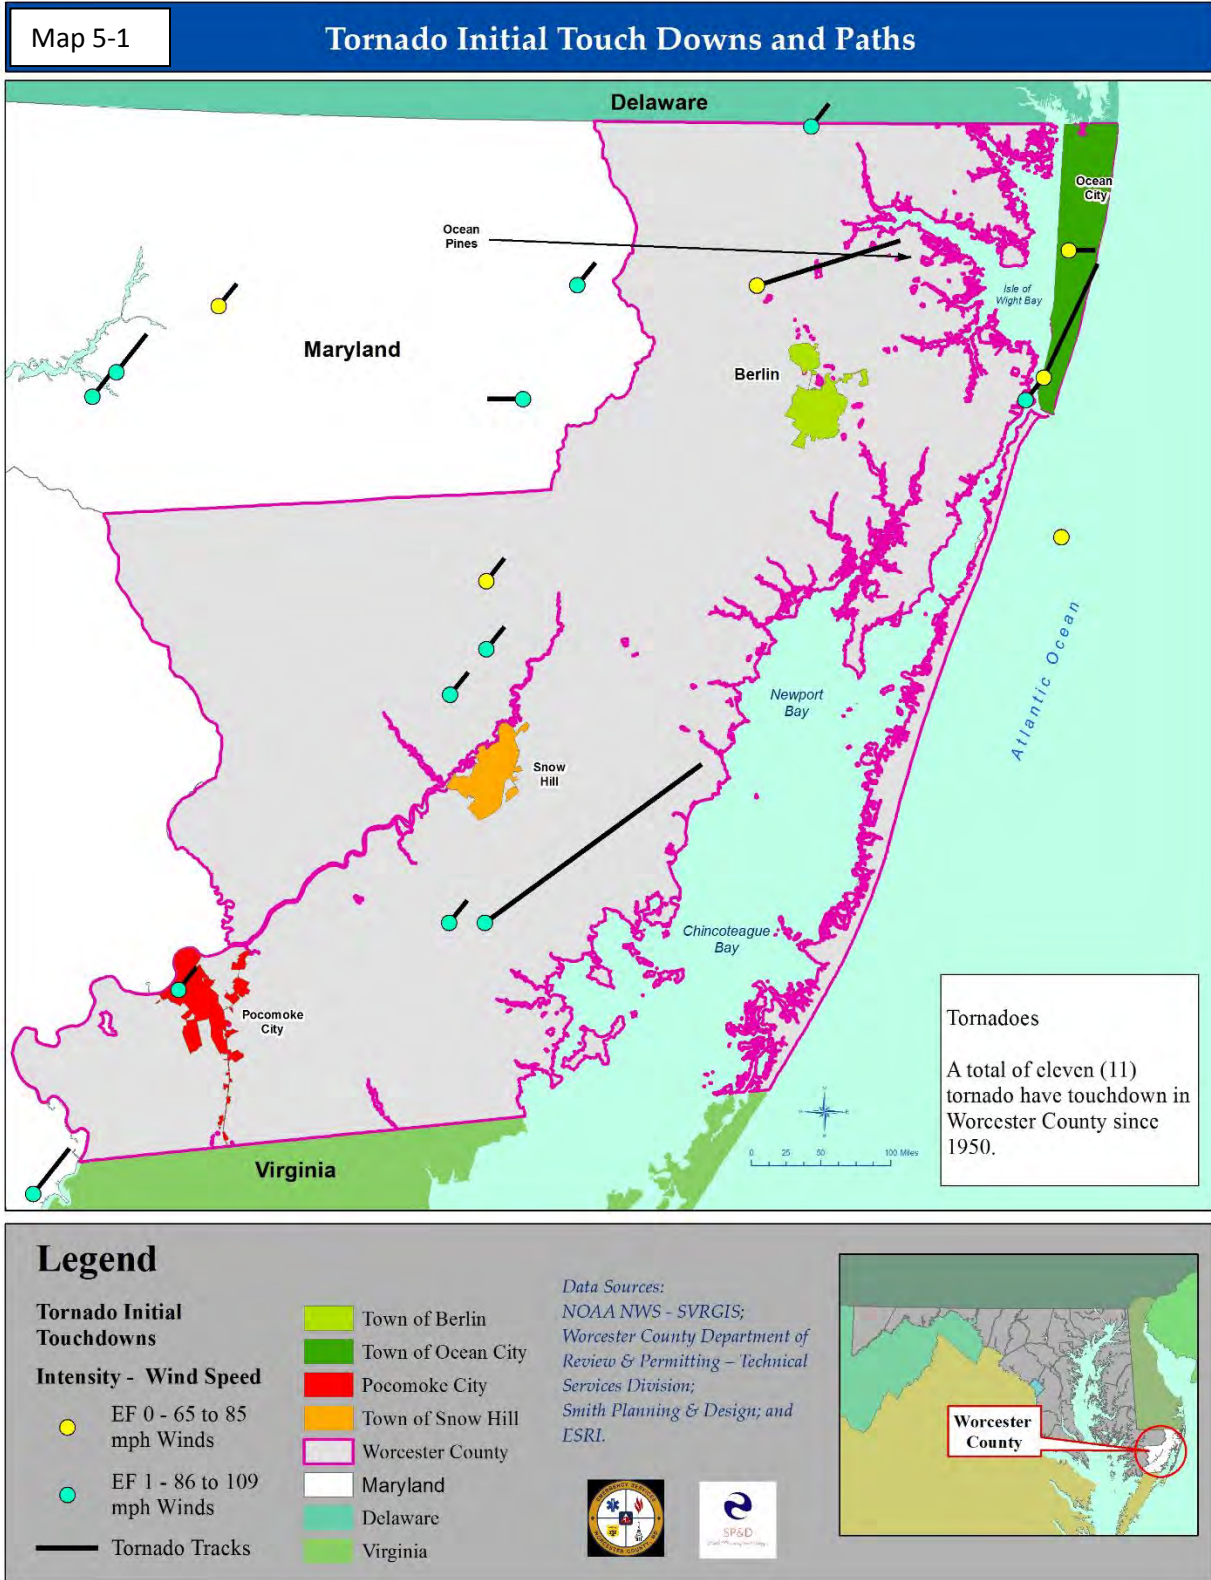 Map 5-1
Tornado Initial Touch Downs and Paths
Delaware
Ocean
City
Ocean
Pines
Isle of
Wight Bay
Maryland
Berlin
Atlantic Ocean
Newport
Bay
Snow
Hill
Chincoteague
Bay
Pocomoke
City
Virginia
0 25 50 100 Miles
Tornadoes
A total of eleven (11)
tornado have touchdown in
Worcester County since
1950.
Legend
Tornado Initial
Touchdowns
Intensity - Wind Speed
EF 0 - 65 to 85
mph Winds
EF 1 - 86 to 109
mph Winds
Tornado Tracks
Town of Berlin
Town of Ocean City
Pocomoke City
Town of Snow Hill
Worcester County
Maryland
Delaware
Virginia
Data Sources:
NOAA NWS - SVRGIS;
Worcester County Department of
Review & Permitting – Technical
Services Division;
Smith Planning & Design; and
ESRI.
EMERGENCY SERVICES
WORCESTER COUNTY, MD
SP&D
Worcester
County